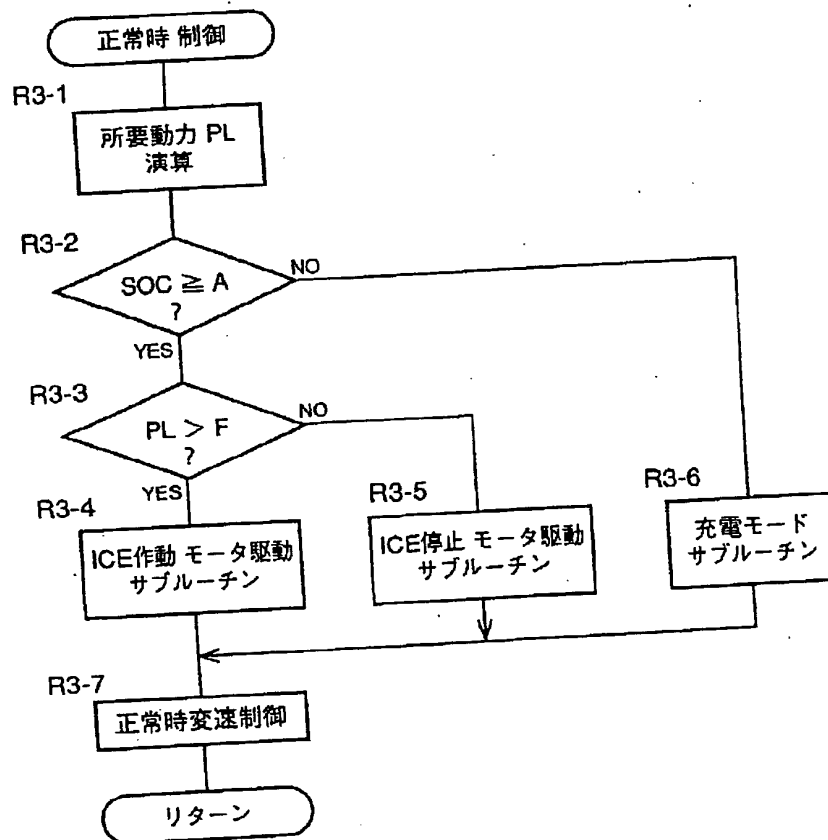 正常時 制御
R3-1
所要動力 PL
演算
R3-2
SOC ≧ A
?
NO
YES
R3-3
PL > F
?
NO
YES
R3-4
ICE作動 モータ駆動
サブルーチン
R3-5
ICE停止 モータ駆動
サブルーチン
R3-6
充電モード
サブルーチン
R3-7
正常時変速制御
リターン